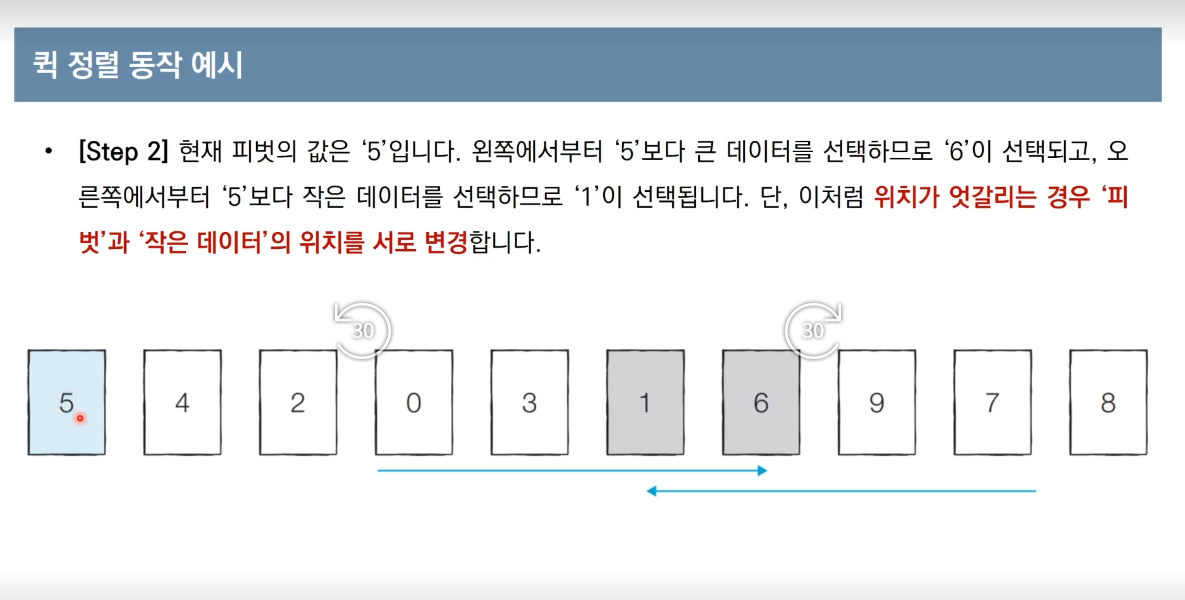 퀵 정렬 동작 예시
• [Step 2] 현재 피벗의 값은 ‘5’입니다. 왼쪽에서부터 ‘5’보다 큰 데이터를 선택하므로 ‘6’이 선택되고, 오
른쪽에서부터 ‘5’보다 작은 데이터를 선택하므로 ‘1’이 선택됩니다. 단, 이처럼 위치가 엇갈리는 경우 ‘피
벗’과 ‘작은 데이터’의 위치를 서로 변경합니다.
30 30
5 4 2 0 3 1 6 9 7 8